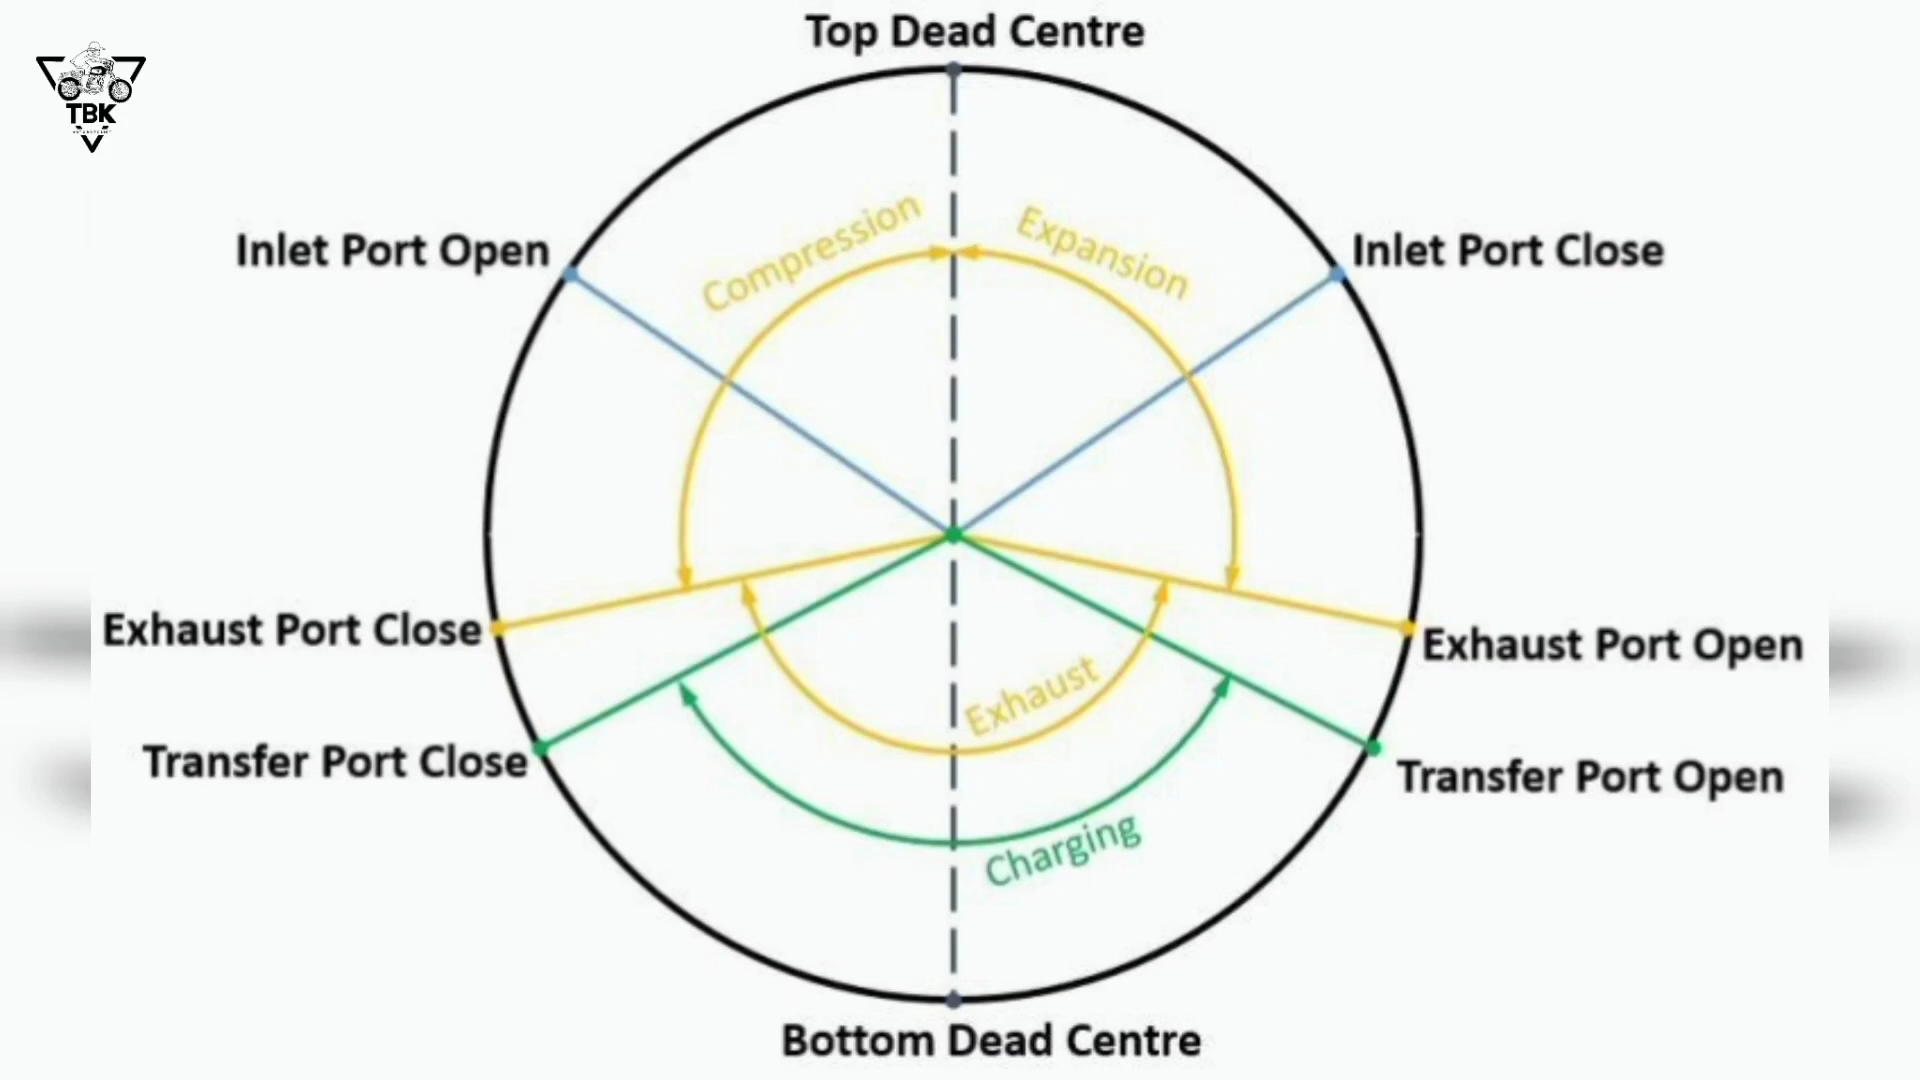 Top Dead Centre
TBK
Compression
Expansion
Inlet Port Open
Inlet Port Close
Exhaust Port Close
Exhaust Port Open
Exhaust
Transfer Port Close
Transfer Port Open
Charging
Bottom Dead Centre